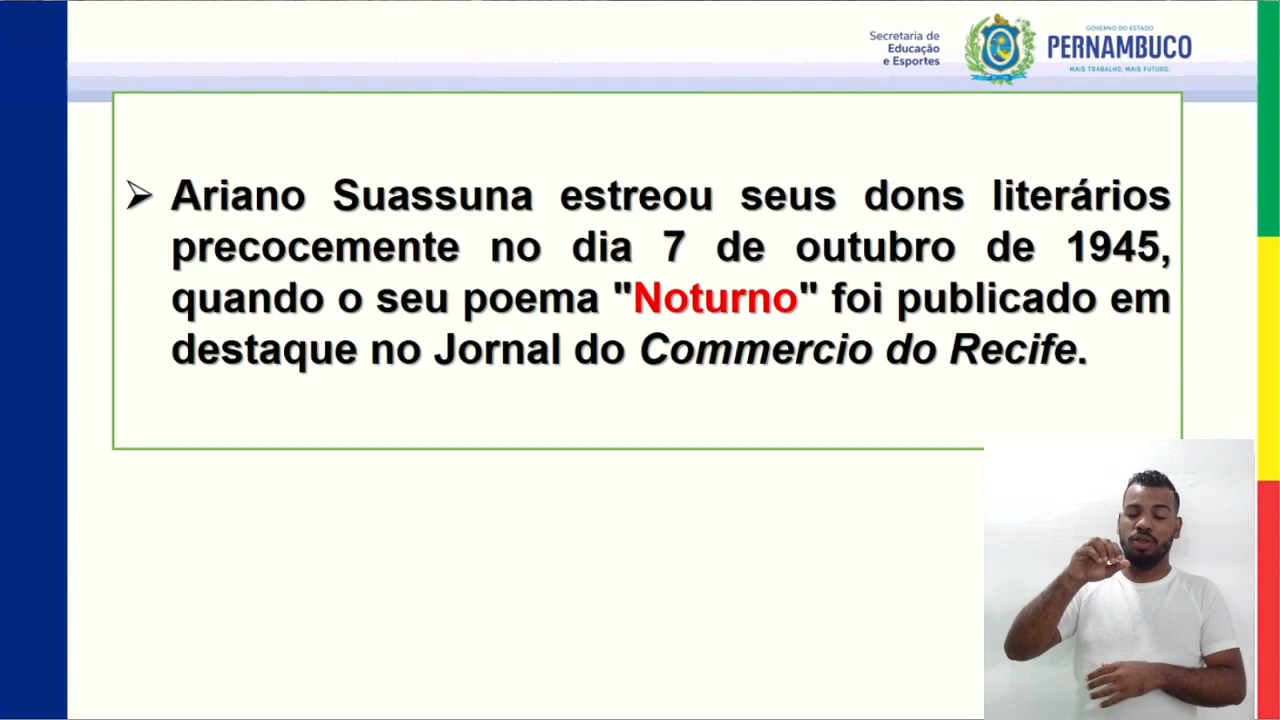 Secretaria de
Educação
e Esportes
GOVERNO DO ESTADO
PERNAMBUCO
MAIS TRABALHO, MAIS FUTURO.
➢ Ariano Suassuna estreou seus dons literários
precocemente no dia 7 de outubro de 1945,
quando o seu poema "Noturno" foi publicado em
destaque no Jornal do Commercio do Recife.